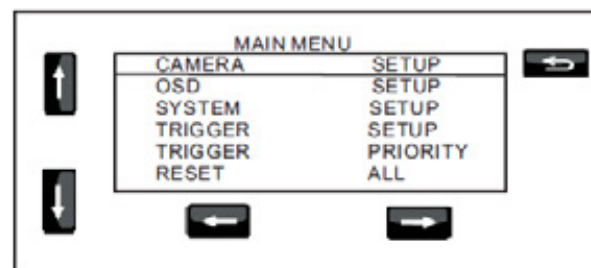 MAIN MENU
CAMERA SETUP
OSD SETUP
SYSTEM SETUP
TRIGGER SETUP
TRIGGER PRIORITY
RESET ALL